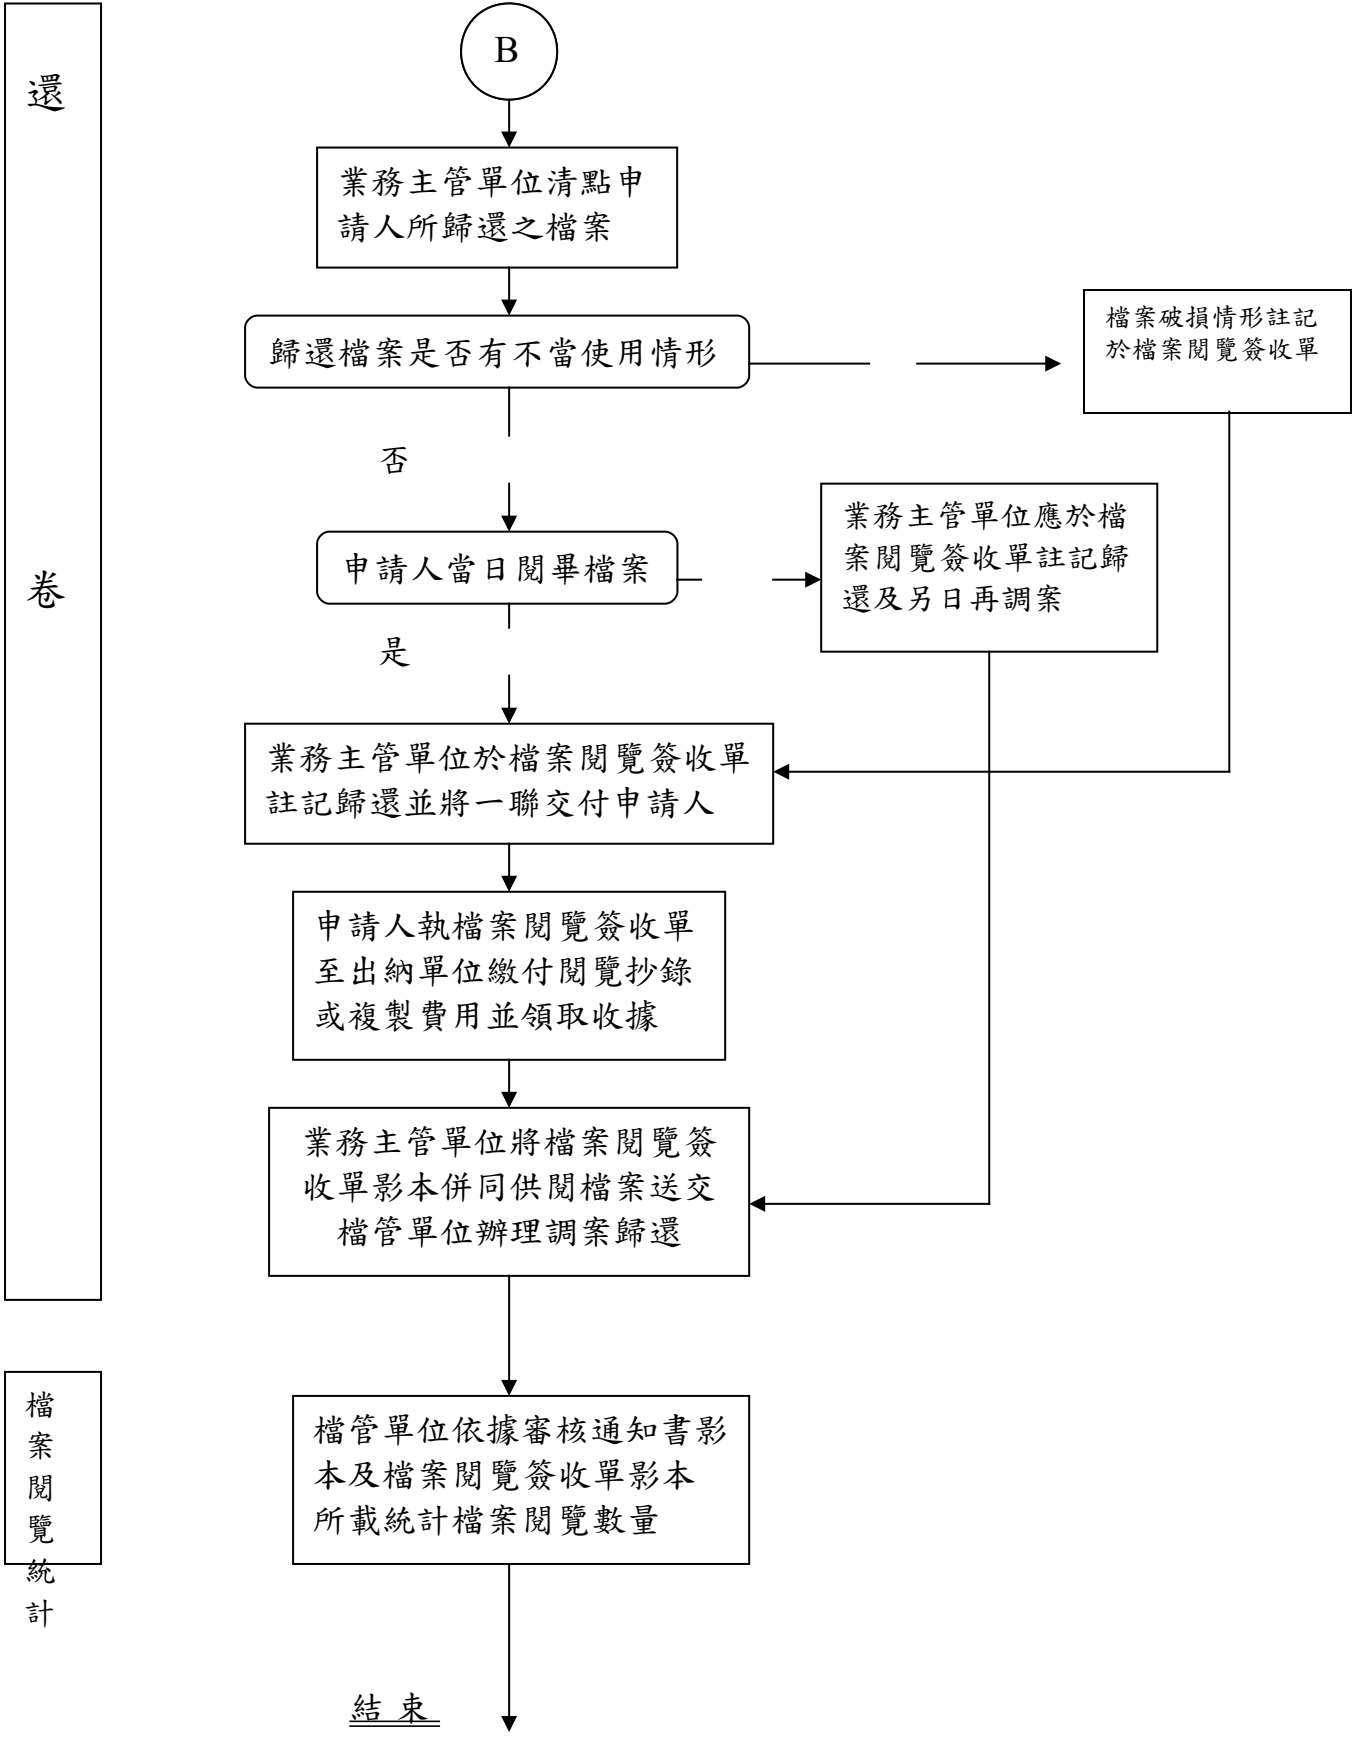 還
卷
B
業務主管單位清點申
請人所歸還之檔案
歸還檔案是否有不當使用情形
檔案破損情形註記
於檔案閱覽簽收單
否
申請人當日閱畢檔案
業務主管單位應於檔
案閱覽簽收單註記歸
還及另日再調案
是
業務主管單位於檔案閱覽簽收單
註記歸還並將一聯交付申請人
申請人執檔案閱覽簽收單
至出納單位繳付閱覽抄錄
或複製費用並領取收據
業務主管單位將檔案閱覽簽
收單影本併同供閱檔案送交
檔管單位辦理調案歸還
檔
案
閱
覽
統
計
檔管單位依據審核通知書影
本及檔案閱覽簽收單影本
所載統計檔案閱覽數量
結 束